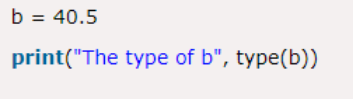 b = 40.5
print("The type of b", type(b))